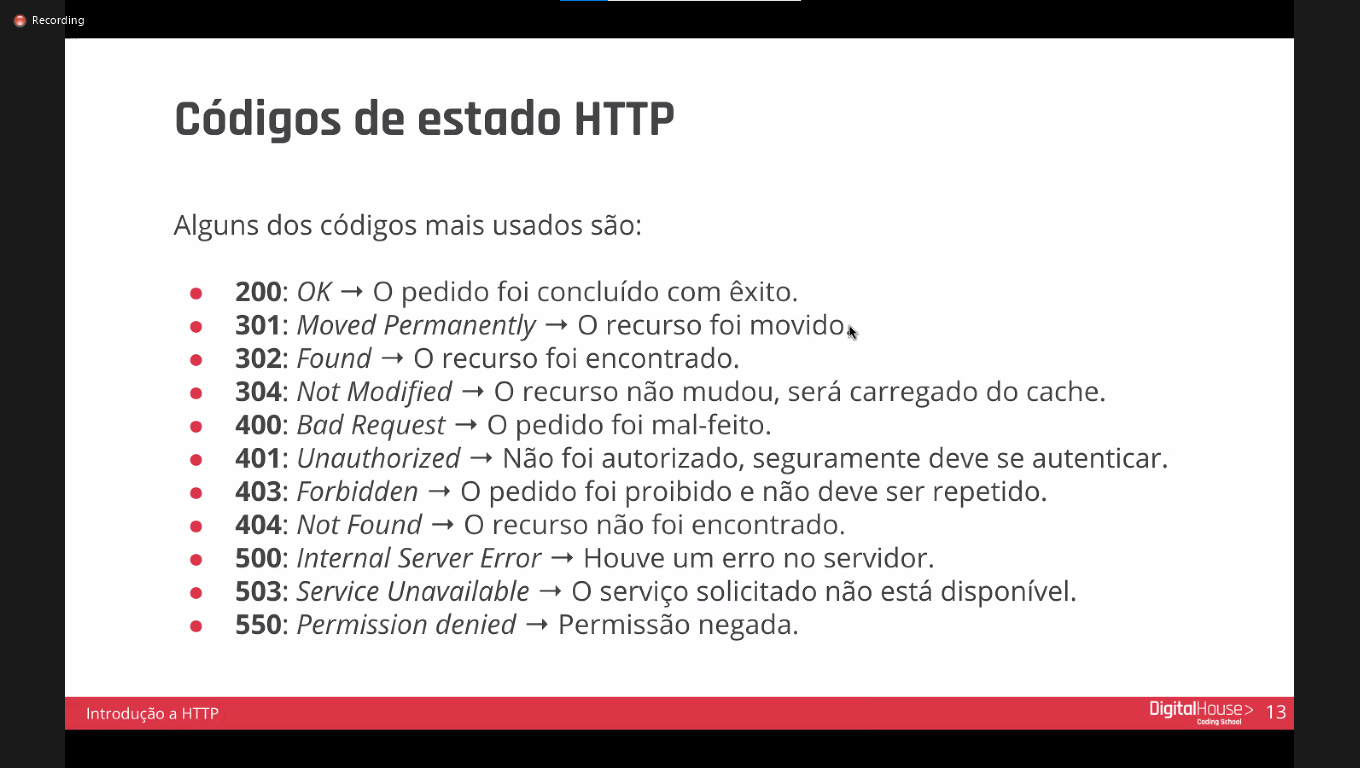 Recording
Códigos de estado HTTP
Alguns dos códigos mais usados são:
● 200: OK → O pedido foi concluído com êxito.
● 301: Moved Permanently → O recurso foi movido.
● 302: Found → O recurso foi encontrado.
● 304: Not Modified → O recurso não mudou, será carregado do cache.
● 400: Bad Request → O pedido foi mal-feito.
● 401: Unauthorized → Não foi autorizado, seguramente deve se autenticar.
● 403: Forbidden → O pedido foi proibido e não deve ser repetido.
● 404: Not Found → O recurso não foi encontrado.
● 500: Internal Server Error → Houve um erro no servidor.
● 503: Service Unavailable → O serviço solicitado não está disponível.
● 550: Permission denied → Permissão negada.
Introdução a HTTP
DigitalHouse>
Coding School
13